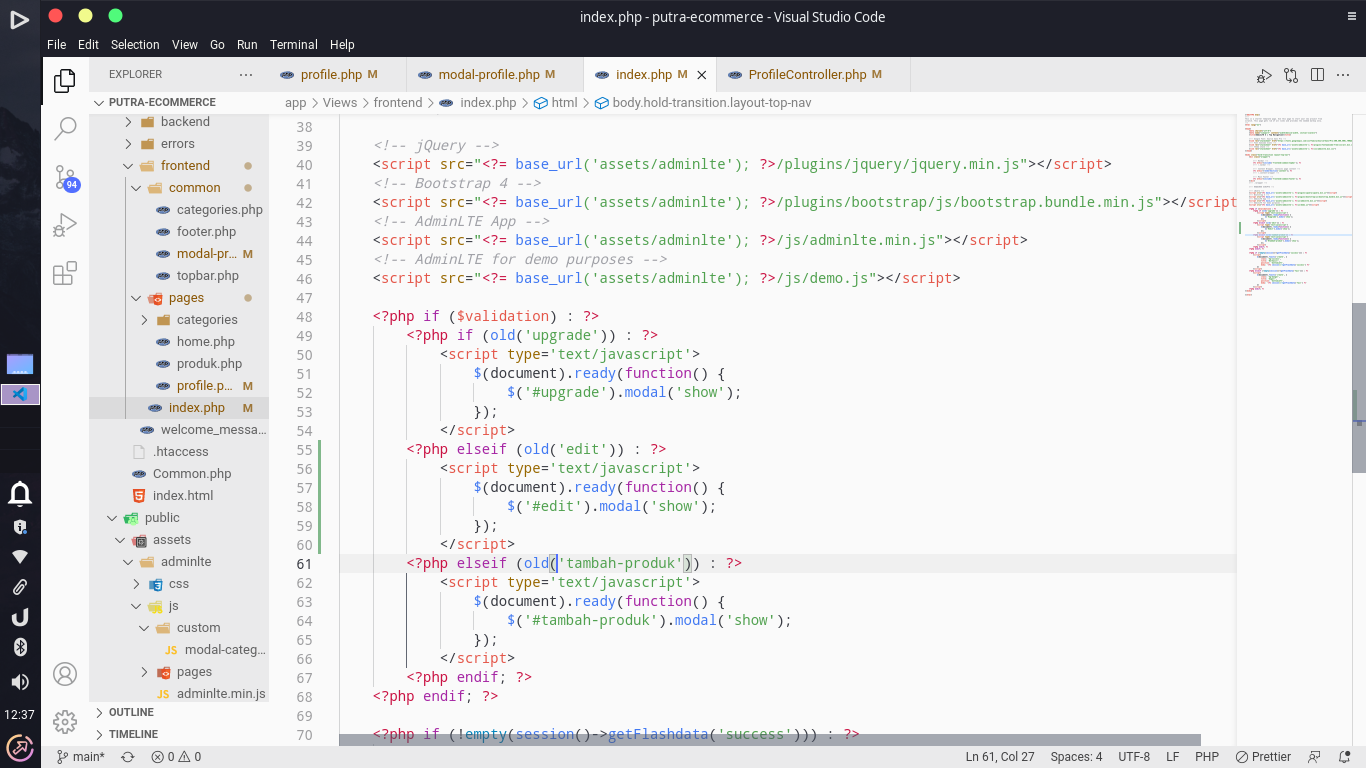 index.php - putra-ecommerce - Visual Studio Code
File Edit Selection View Go Run Terminal Help
EXPLORER
profile.php M
modal-profile.php M
index.php M
ProfileController.php M
PUTRA-ECOMMERCE
app > Views > frontend > index.php > html > body.hold-transition.layout-top-nav
backend
errors
frontend
common
categories.php
footer.php
modal-pr... M
topbar.php
pages
categories
home.php
produk.php
profile.p... M
index.php M
welcome_messa...
.htaccess
Common.php
index.html
public
assets
adminlte
css
js
custom
JS modal-categ...
pages
JS adminlte.min.js
OUTLINE
TIMELINE
94
12:37
38
39 <!-- jQuery -->
40 <script src="<?= base_url('assets/adminlte'); ?>/plugins/jquery/jquery.min.js"></script>
41 <!-- Bootstrap 4 -->
42 <script src="<?= base_url('assets/adminlte'); ?>/plugins/bootstrap/js/bootstrap.bundle.min.js"></script
43 <!-- AdminLTE App -->
44 <script src="<?= base_url('assets/adminlte'); ?>/js/adminlte.min.js"></script>
45 <!-- AdminLTE for demo purposes -->
46 <script src="<?= base_url('assets/adminlte'); ?>/js/demo.js"></script>
47
48 <?php if ($validation) : ?>
49 <?php if (old('upgrade')) : ?>
50 <script type='text/javascript'>
51 $(document).ready(function() {
52 $('#upgrade').modal('show');
53 });
54 </script>
55 <?php elseif (old('edit')) : ?>
56 <script type='text/javascript'>
57 $(document).ready(function() {
58 $('#edit').modal('show');
59 });
60 </script>
61 <?php elseif (old('tambah-produk')) : ?>
62 <script type='text/javascript'>
63 $(document).ready(function() {
64 $('#tambah-produk').modal('show');
65 });
66 </script>
67 <?php endif; ?>
68 <?php endif; ?>
69
70 <?php if (!empty(session()->getFlashdata('success'))) : ?>
main* 0 0 Ln 61, Col 27 Spaces: 4 UTF-8 LF PHP Prettier